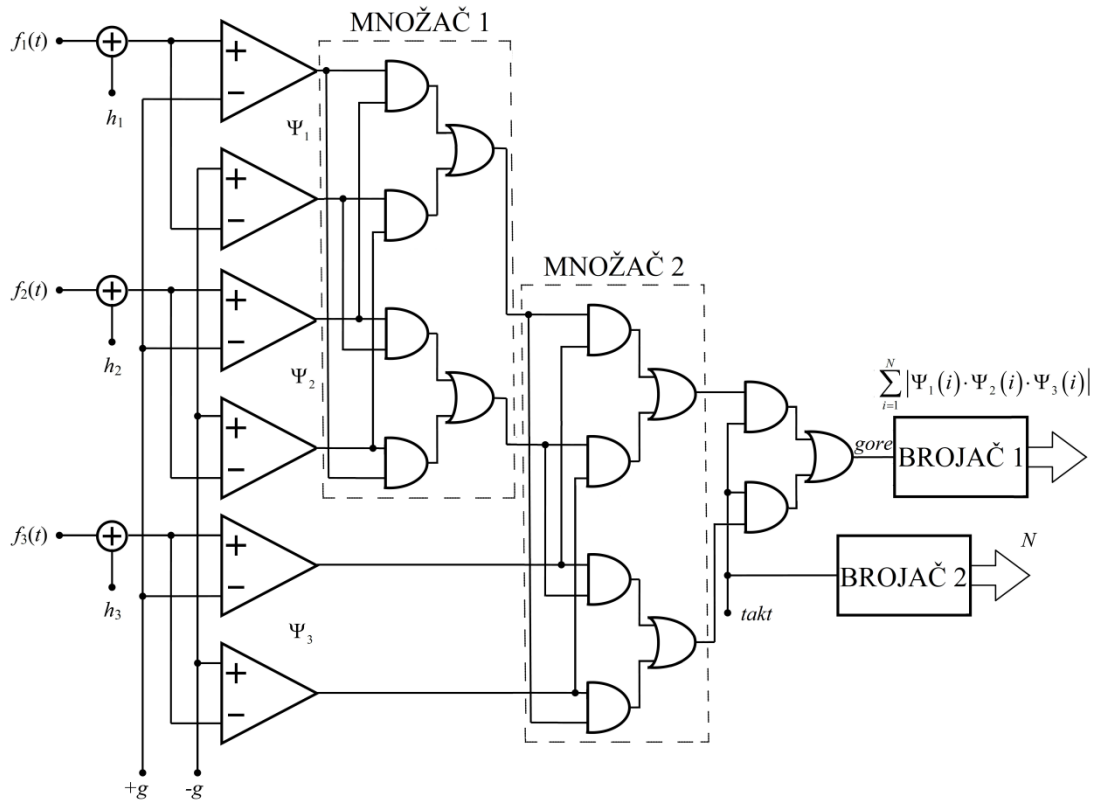 MNOŽAČ 1
f₁(t)
+
+
−
h₁
Ψ₁
+
−
MNOŽAČ 2
f₂(t)
+
+
−
h₂
Ψ₂
+
−
∑ᵢ₌₁ᴺ |Ψ₁(i)·Ψ₂(i)·Ψ₃(i)|
gore
BROJAČ 1
f₃(t)
+
+
−
N
BROJAČ 2
h₃
takt
Ψ₃
+
−
+g
-g